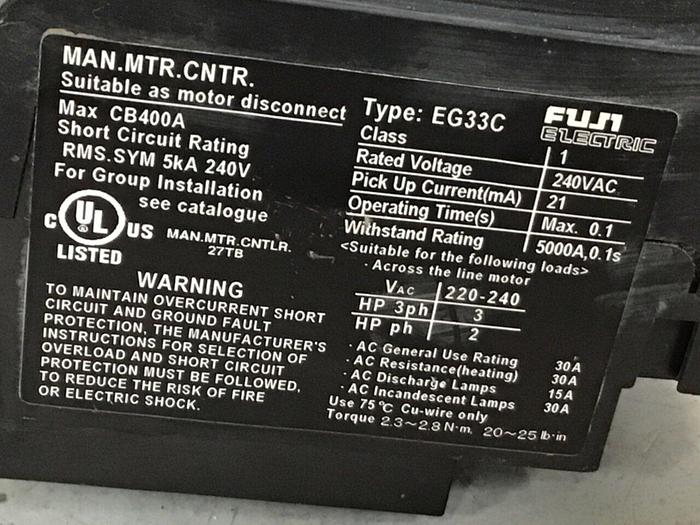 MAN.MTR.CNTR.
Suitable as motor disconnect
Max CB400A
Short Circuit Rating
RMS.SYM 5kA 240V
For Group Installation
see catalogue
C UL US
LISTED
MAN.MTR.CNTLR.
27TB
WARNING
TO MAINTAIN OVERCURRENT SHORT
CIRCUIT AND GROUND FAULT
PROTECTION, THE MANUFACTURER'S
INSTRUCTIONS FOR SELECTION OF
OVERLOAD AND SHORT CIRCUIT
PROTECTION MUST BE FOLLOWED,
TO REDUCE THE RISK OF FIRE
OR ELECTRIC SHOCK.
Type: EG33C
FUJI
ELECTRIC
Class 1
Rated Voltage 240VAC
Pick Up Current(mA) 21
Operating Time(s) Max. 0.1
Withstand Rating 5000A,0.1s
<Suitable for the following loads>
· Across the line motor
VAC 220-240
HP 3ph 3
HP ph 2
· AC General Use Rating 30A
· AC Resistance(heating) 30A
· AC Discharge Lamps 15A
· AC Incandescent Lamps 30A
Use 75℃ Cu-wire only
Torque 2.3~2.8 N·m, 20~25 lb·in